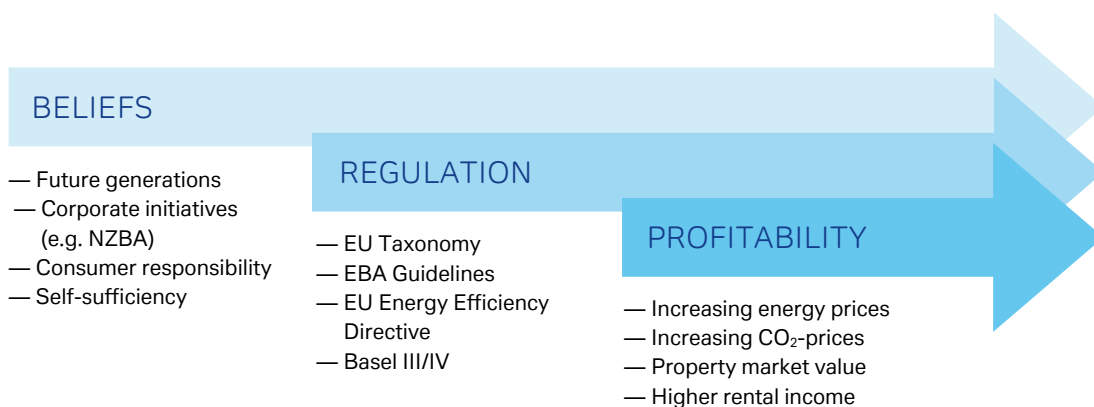 BELIEFS
— Future generations
— Corporate initiatives
(e.g. NZBA)
— Consumer responsibility
— Self-sufficiency
REGULATION
— EU Taxonomy
— EBA Guidelines
— EU Energy Efficiency
Directive
— Basel III/IV
PROFITABILITY
— Increasing energy prices
— Increasing CO₂-prices
— Property market value
— Higher rental income